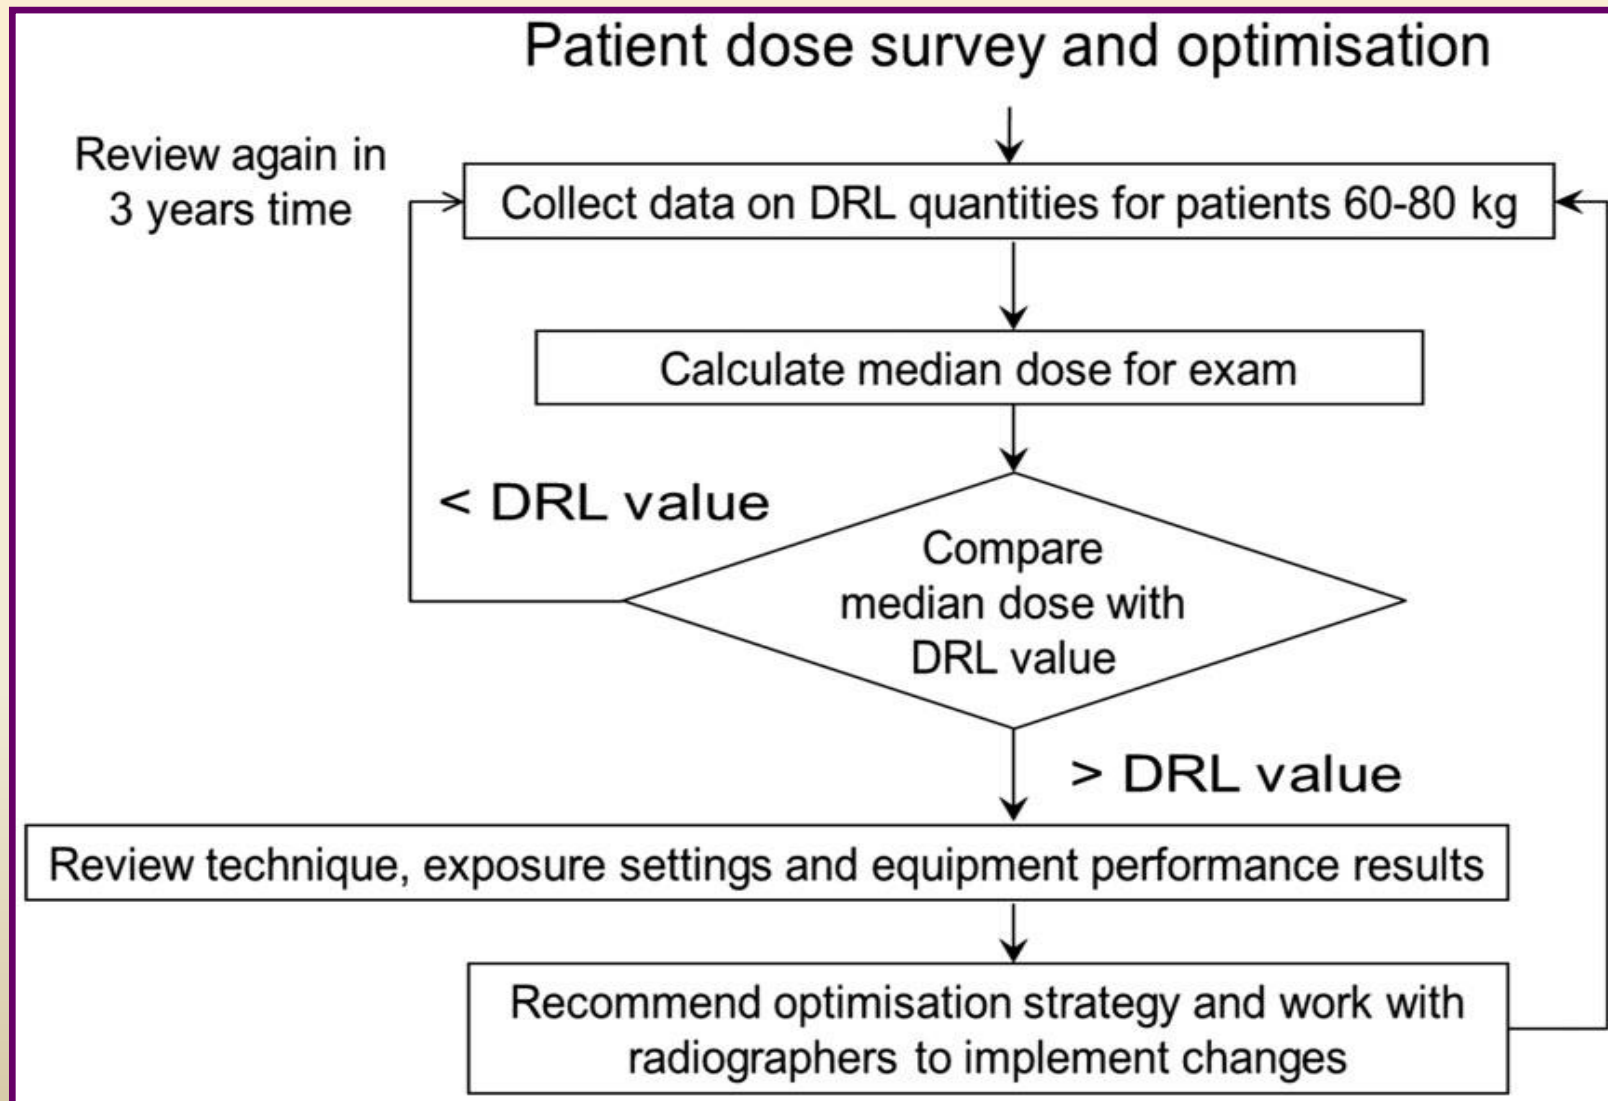 Patient dose survey and optimisation
Review again in
3 years time
Collect data on DRL quantities for patients 60-80 kg
Calculate median dose for exam
< DRL value
Compare
median dose with
DRL value
> DRL value
Review technique, exposure settings and equipment performance results
Recommend optimisation strategy and work with
radiographers to implement changes